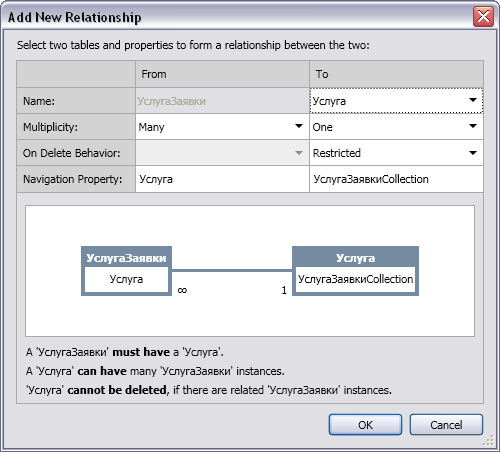 Add New Relationship
Select two tables and properties to form a relationship between the two:
From To
Name: УслугаЗаявки Услуга
Multiplicity: Many One
On Delete Behavior: Restricted
Navigation Property: Услуга УслугаЗаявкиCollection
УслугаЗаявки Услуга
Услуга УслугаЗаявкиCollection
∞ 1
A 'УслугаЗаявки' must have a 'Услуга'.
A 'Услуга' can have many 'УслугаЗаявки' instances.
'Услуга' cannot be deleted, if there are related 'УслугаЗаявки' instances.
OK Cancel